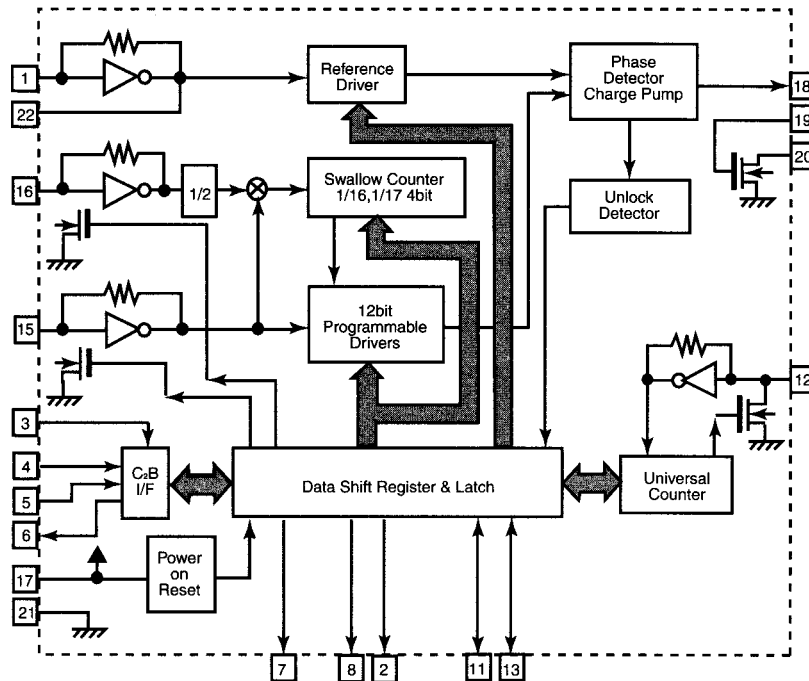 1
22
16
15
3
4
5
6
17
21
Reference
Driver
Phase
Detector
Charge Pump
18
19
20
1/2
Swallow Counter
1/16,1/17 4bit
Unlock
Detector
12bit
Programmable
Drivers
12
C₂B
I/F
Data Shift Register & Latch
Universal
Counter
Power
on
Reset
7
8
2
11
13